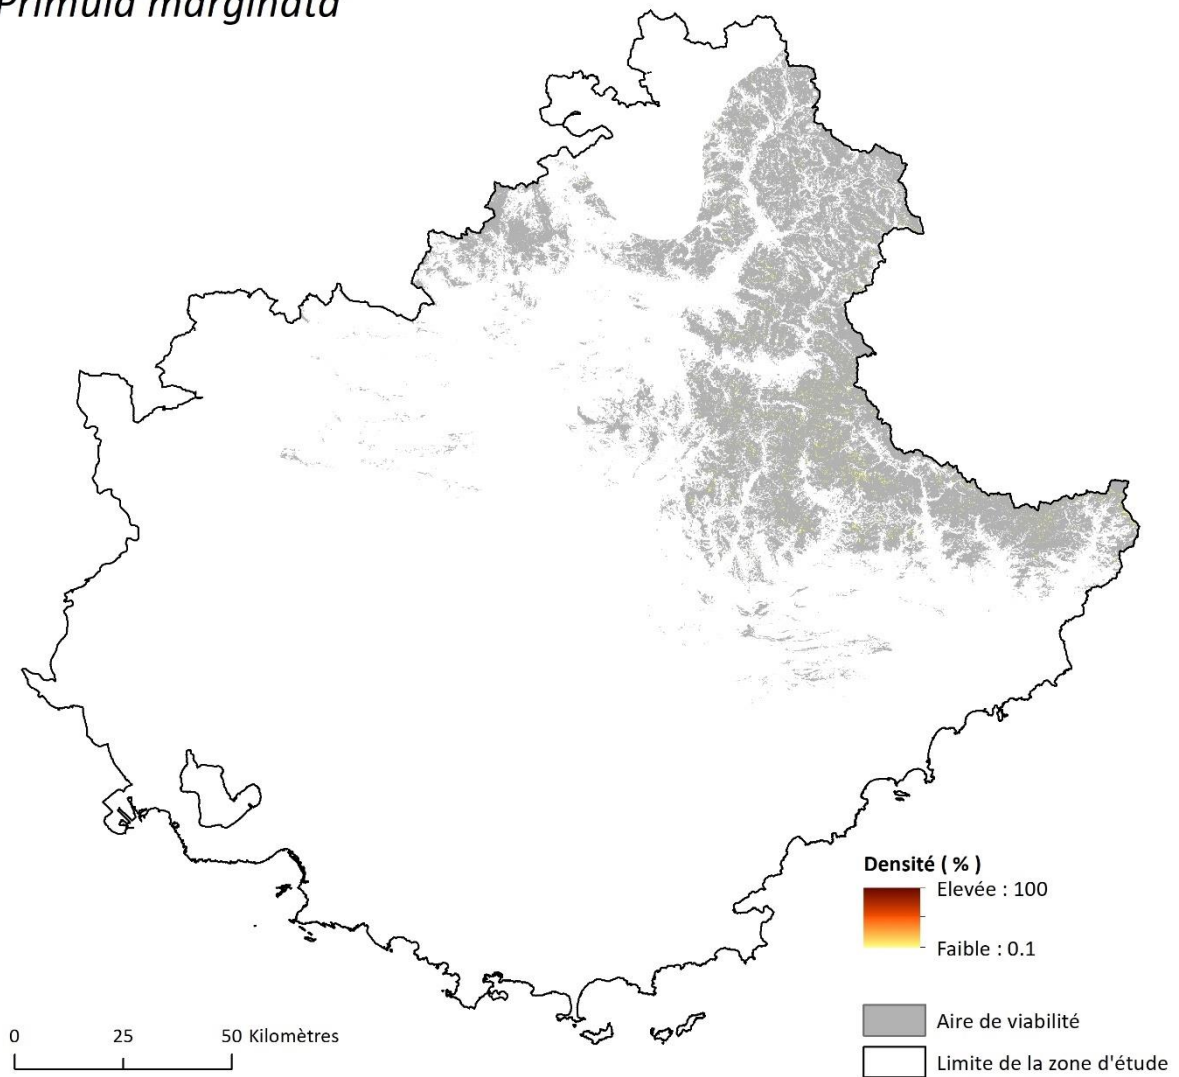 Primula marginata
Densité ( % )
Elevée : 100
Faible : 0.1
Aire de viabilité
Limite de la zone d'étude
0 25 50 Kilomètres